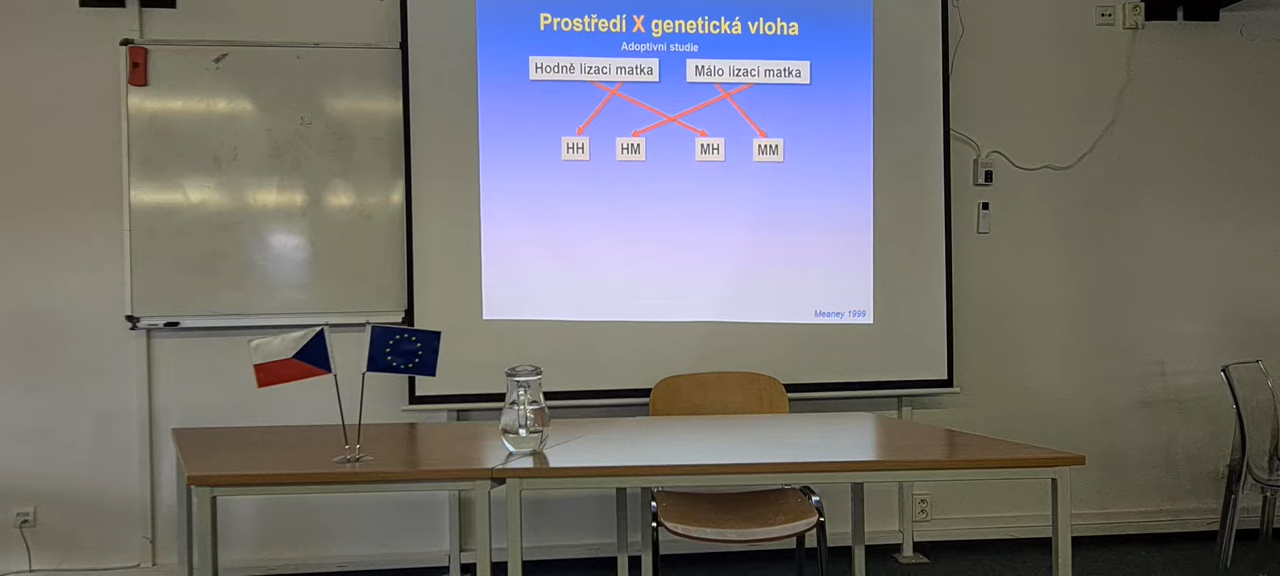 Prostředí X genetická vloha
Adoptivní studie
Hodně lízací matka
Málo lízací matka
HH
HM
MH
MM
Meaney 1999